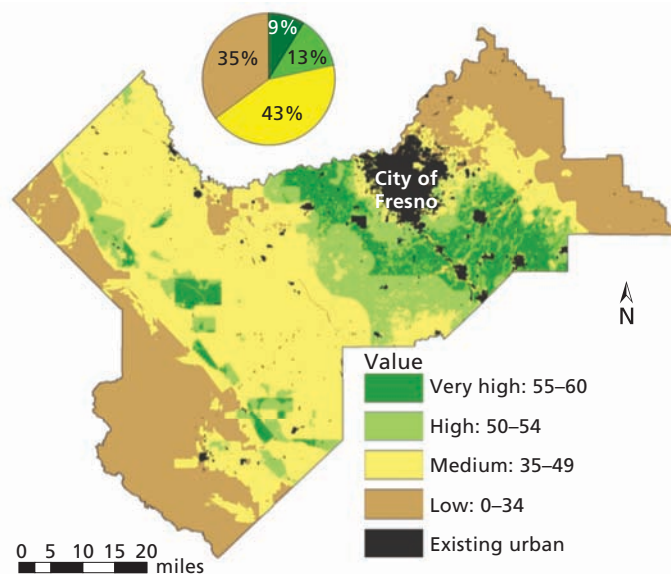 9%
13%
35%
43%
City of
Fresno
N
Value
Very high: 55–60
High: 50–54
Medium: 35–49
Low: 0–34
Existing urban
0 5 10 15 20
miles